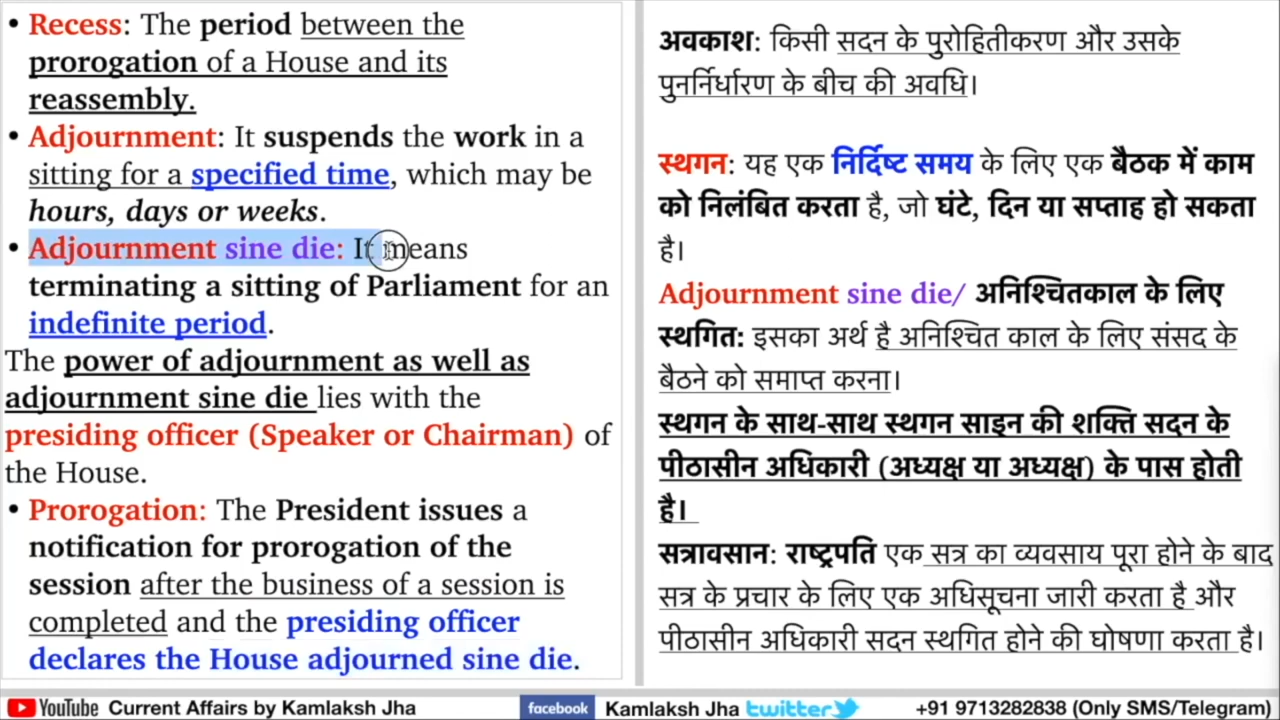 • Recess: The period between the
prorogation of a House and its
reassembly.
• Adjournment: It suspends the work in a
sitting for a specified time, which may be
hours, days or weeks.
• Adjournment sine die: It means
terminating a sitting of Parliament for an
indefinite period.
The power of adjournment as well as
adjournment sine die lies with the
presiding officer (Speaker or Chairman) of
the House.
• Prorogation: The President issues a
notification for prorogation of the
session after the business of a session is
completed and the presiding officer
declares the House adjourned sine die.
अवकाश: किसी सदन के पुरोहितीकरण और उसके
पुनर्निर्धारण के बीच की अवधि।
स्थगन: यह एक निर्दिष्ट समय के लिए एक बैठक में काम
को निलंबित करता है, जो घंटे, दिन या सप्ताह हो सकता
है।
Adjournment sine die/ अनिश्चितकाल के लिए
स्थगित: इसका अर्थ है अनिश्चित काल के लिए संसद के
बैठने को समाप्त करना।
स्थगन के साथ-साथ स्थगन साइन की शक्ति सदन के
पीठासीन अधिकारी (अध्यक्ष या अध्यक्ष) के पास होती
है।
सत्रावसान: राष्ट्रपति एक सत्र का व्यवसाय पूरा होने के बाद
सत्र के प्रचार के लिए एक अधिसूचना जारी करता है और
पीठासीन अधिकारी सदन स्थगित होने की घोषणा करता है।
YouTube Current Affairs by Kamlaksh Jha facebook Kamlaksh Jha twitter +91 9713282838 (Only SMS/Telegram)